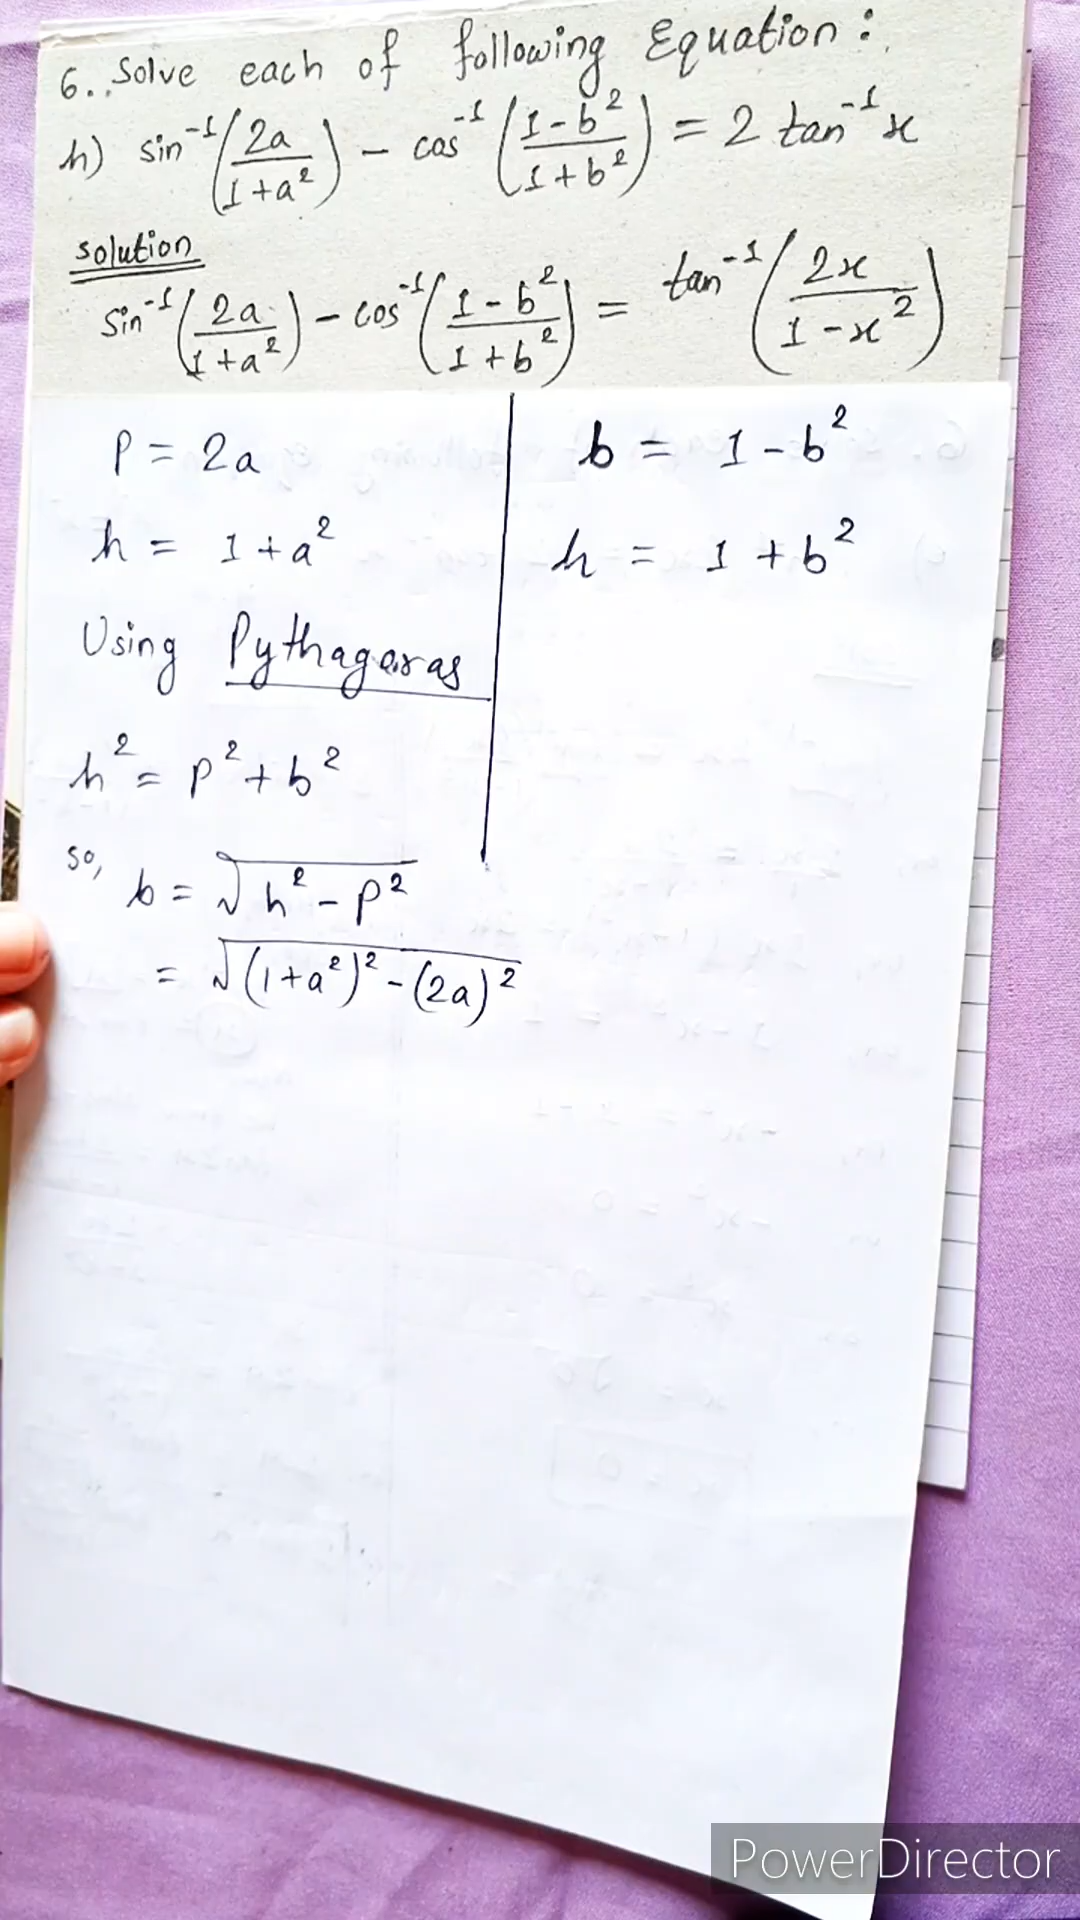 6. Solve each of following Equation :
h) sin⁻¹(2a/1+a²) – cos⁻¹(1-b²/1+b²) = 2 tan⁻¹x
solution
sin⁻¹(2a/1+a²) – cos⁻¹(1-b²/1+b²) = tan⁻¹(2x/1-x²)
p = 2a
h = 1+a²
Using Pythagoras
h² = p²+b²
so, b = √h²-p²
= √(1+a²)²-(2a)²
b = 1-b²
h = 1+b²
PowerDirector